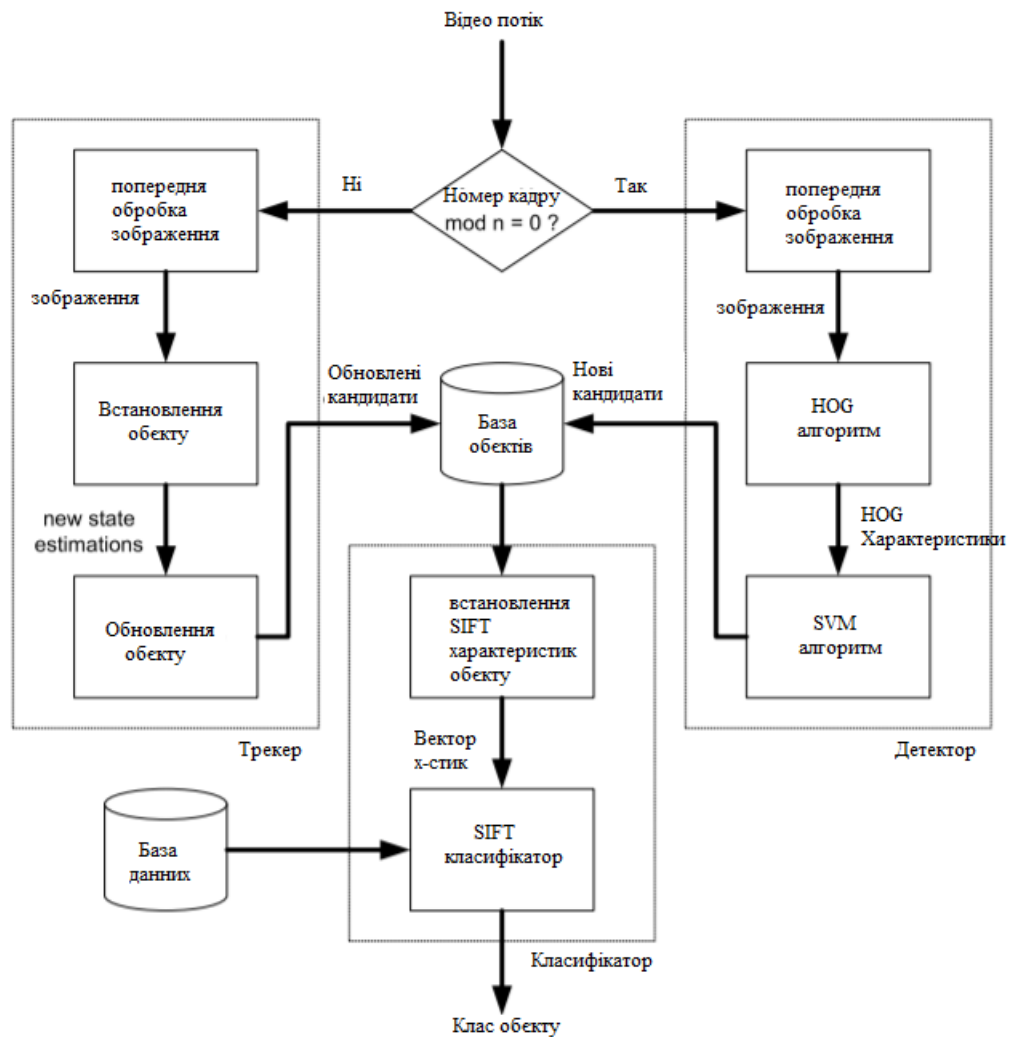 Відео потік
Номер кадру
mod n = 0 ?
Ні
Так
попередня
обробка
зображення
попередня
обробка
зображення
зображення
зображення
Встановлення
обєкту
Обновлені
кандидати
База
обєктів
Нові
кандидати
HOG
алгоритм
new state
estimations
HOG
Характеристики
Обновлення
обєкту
встановлення
SIFT
характеристик
обєкту
SVM
алгоритм
Трекер
Вектор
х-стик
Детектор
База
данних
SIFT
класифікатор
Класифікатор
Клас обєкту